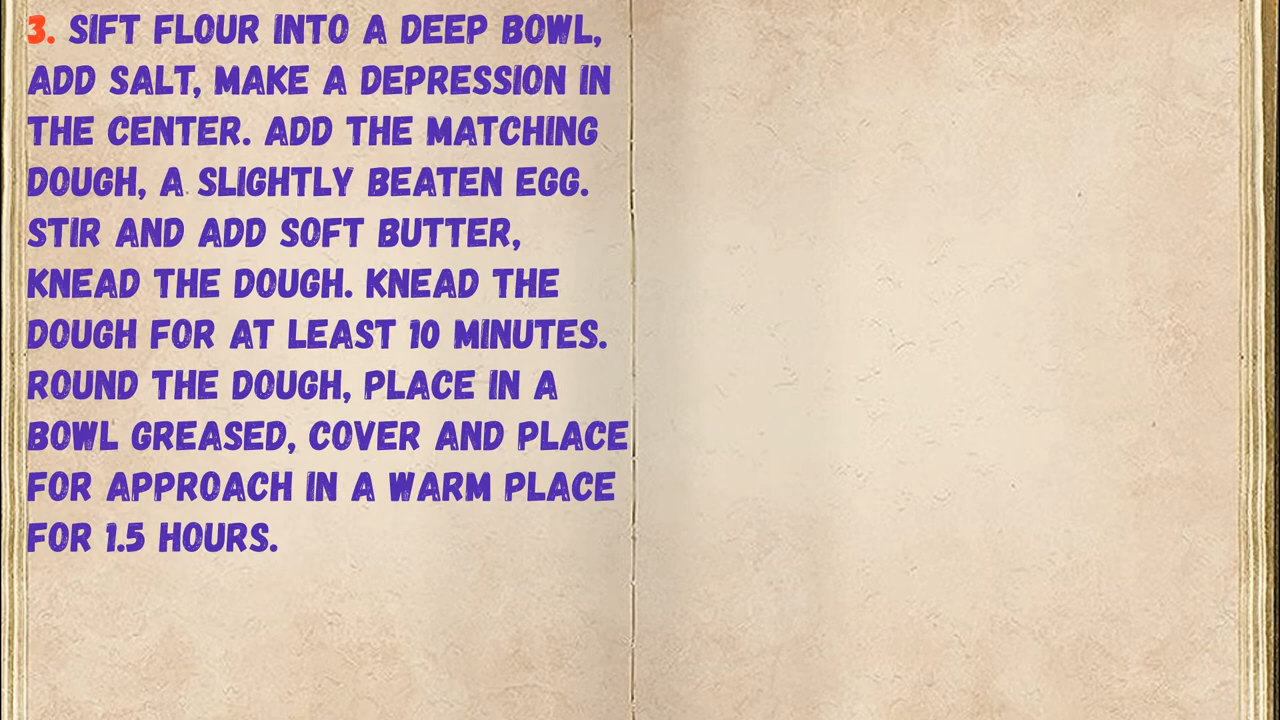 3. SIFT FLOUR INTO A DEEP BOWL,
ADD SALT, MAKE A DEPRESSION IN
THE CENTER. ADD THE MATCHING
DOUGH, A SLIGHTLY BEATEN EGG.
STIR AND ADD SOFT BUTTER,
KNEAD THE DOUGH. KNEAD THE
DOUGH FOR AT LEAST 10 MINUTES.
ROUND THE DOUGH, PLACE IN A
BOWL GREASED, COVER AND PLACE
FOR APPROACH IN A WARM PLACE
FOR 1.5 HOURS.